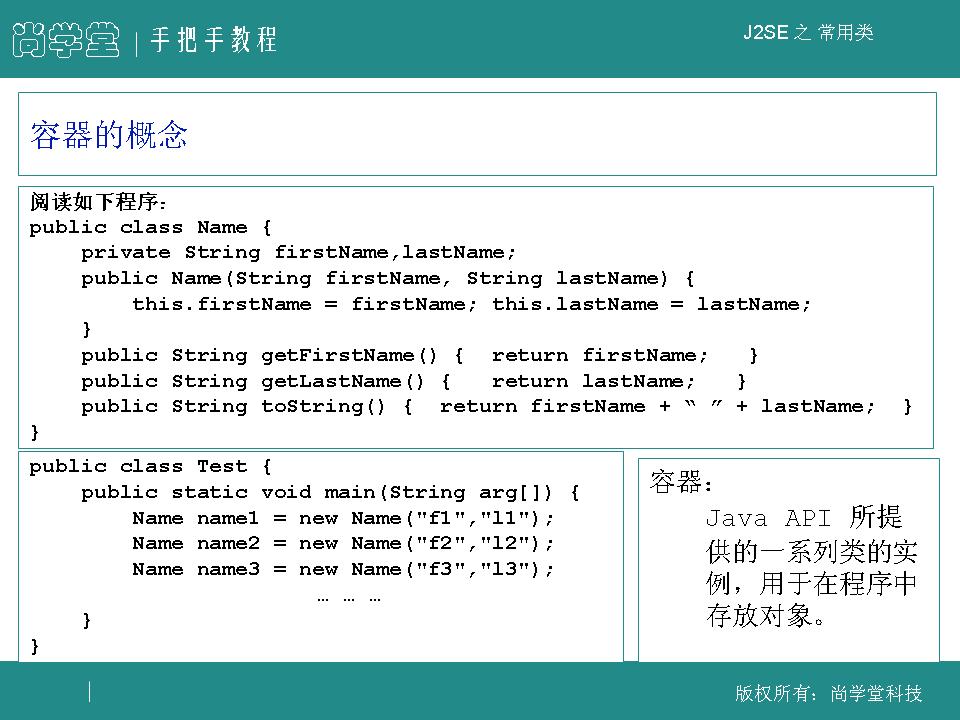 尚学堂 | 手把手教程
J2SE 之 常用类
容器的概念
阅读如下程序：
public class Name {
    private String firstName,lastName;
    public Name(String firstName, String lastName) {
        this.firstName = firstName; this.lastName = lastName;
    }
    public String getFirstName() {  return firstName;   }
    public String getLastName() {   return lastName;   }
    public String toString() {  return firstName + “ ” + lastName;  }
}
public class Test {
    public static void main(String arg[]) {
        Name name1 = new Name("f1","l1");
        Name name2 = new Name("f2","l2");
        Name name3 = new Name("f3","l3");
                … … …
    }
}
容器：
Java API 所提
供的一系列类的实
例，用于在程序中
存放对象。
版权所有：尚学堂科技